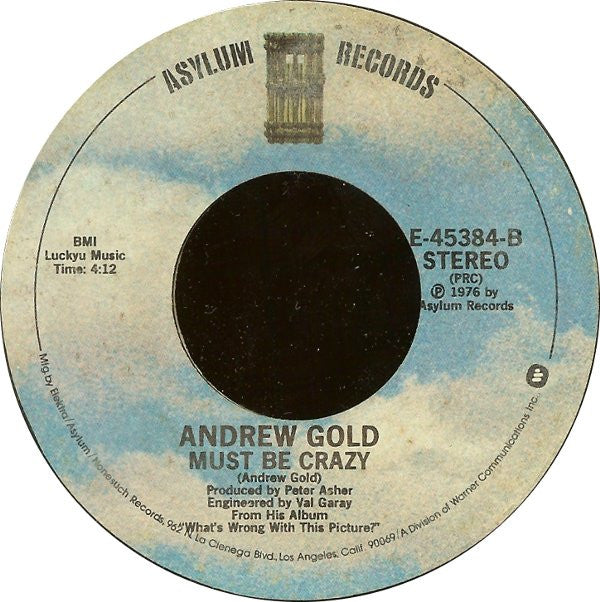 ASYLUM RECORDS
BMI
Luckyu Music
Time: 4:12
E-45384-B
STEREO
(PRC)
℗ 1976 by
Asylum Records
ANDREW GOLD
MUST BE CRAZY
(Andrew Gold)
Produced by Peter Asher
Engineered by Val Garay
From His Album
"What's Wrong With This Picture?"
Mfg. by Elektra/Asylum/Nonesuch Records, 962 N. La Cienega Blvd., Los Angeles, Calif. 90069/A Division of Warner Communications Inc.